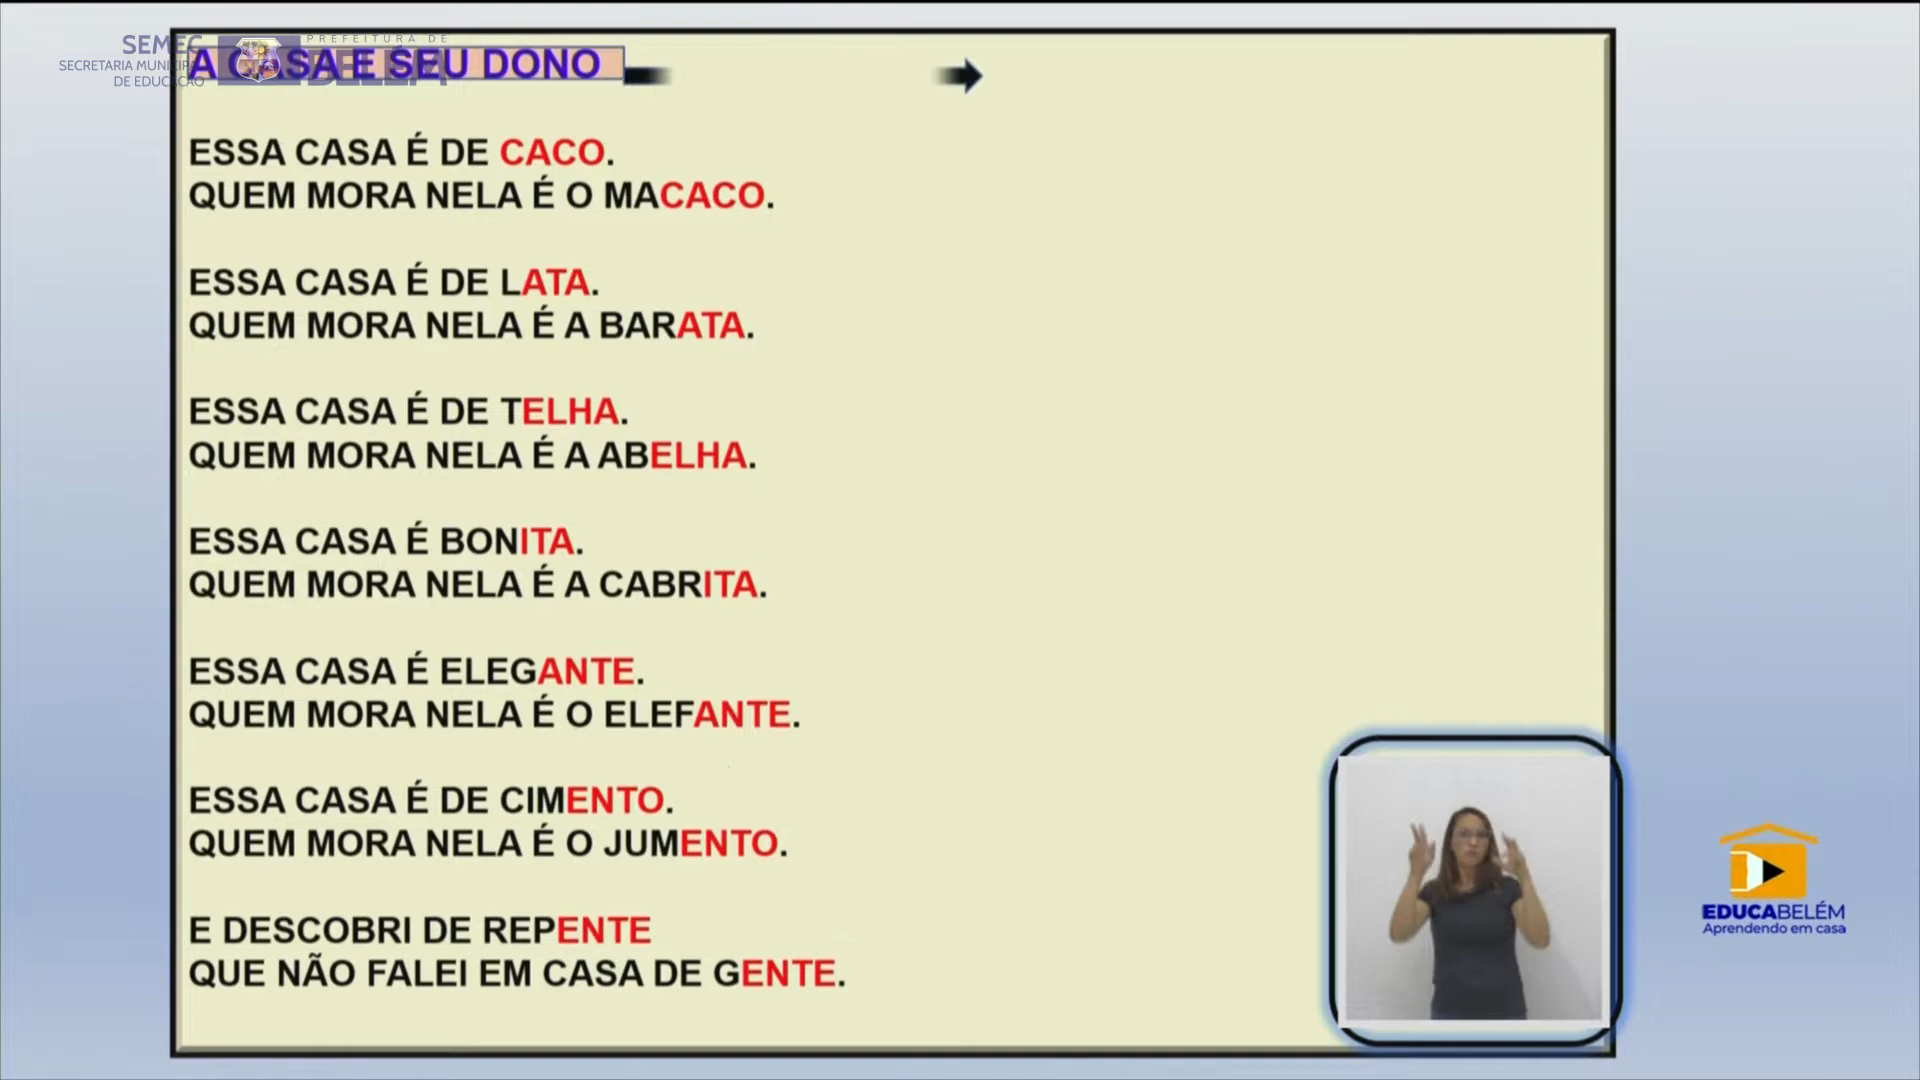 SEMEC
SECRETARIA MUNICIPAL
DE EDUCAÇÃO
PREFEITURA DE
BELÉM
A CASA E SEU DONO
ESSA CASA É DE CACO.
QUEM MORA NELA É O MACACO.
ESSA CASA É DE LATA.
QUEM MORA NELA É A BARATA.
ESSA CASA É DE TELHA.
QUEM MORA NELA É A ABELHA.
ESSA CASA É BONITA.
QUEM MORA NELA É A CABRITA.
ESSA CASA É ELEGANTE.
QUEM MORA NELA É O ELEFANTE.
ESSA CASA É DE CIMENTO.
QUEM MORA NELA É O JUMENTO.
E DESCOBRI DE REPENTE
QUE NÃO FALEI EM CASA DE GENTE.
EDUCABELÉM
Aprendendo em casa